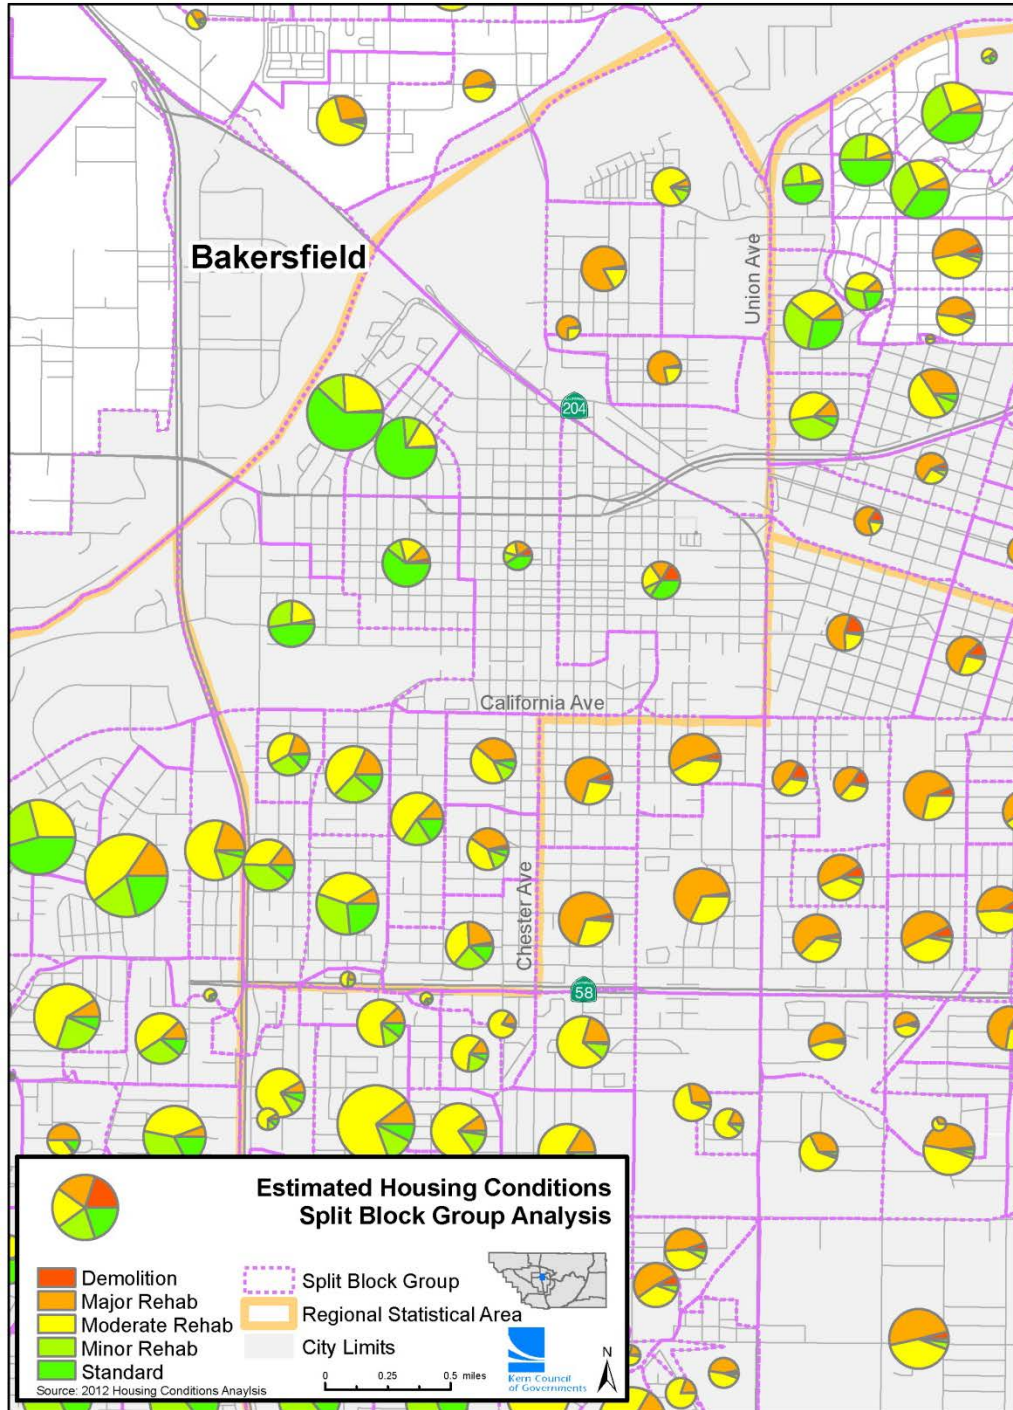 Bakersfield
Union Ave
204
California Ave
Chester Ave
58
Estimated Housing Conditions
Split Block Group Analysis
Demolition
Major Rehab
Moderate Rehab
Minor Rehab
Standard
Split Block Group
Regional Statistical Area
City Limits
Source: 2012 Housing Conditions Anaylsis
0 0.25 0.5 miles
Kern Council
of Governments
N